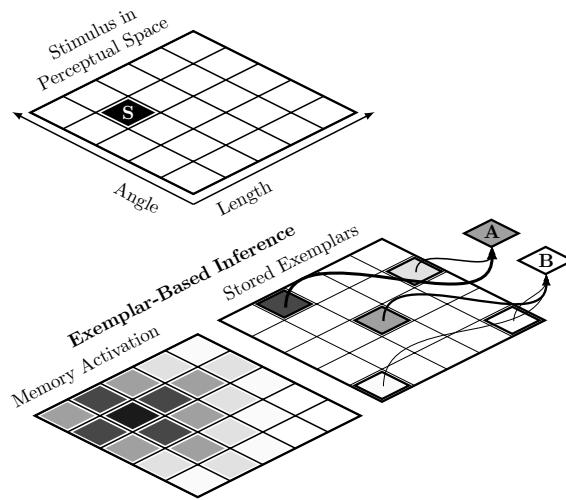 Stimulus in
Perceptual Space
S
Angle
Length
Exemplar-Based Inference
Stored Exemplars
A
B
Memory Activation